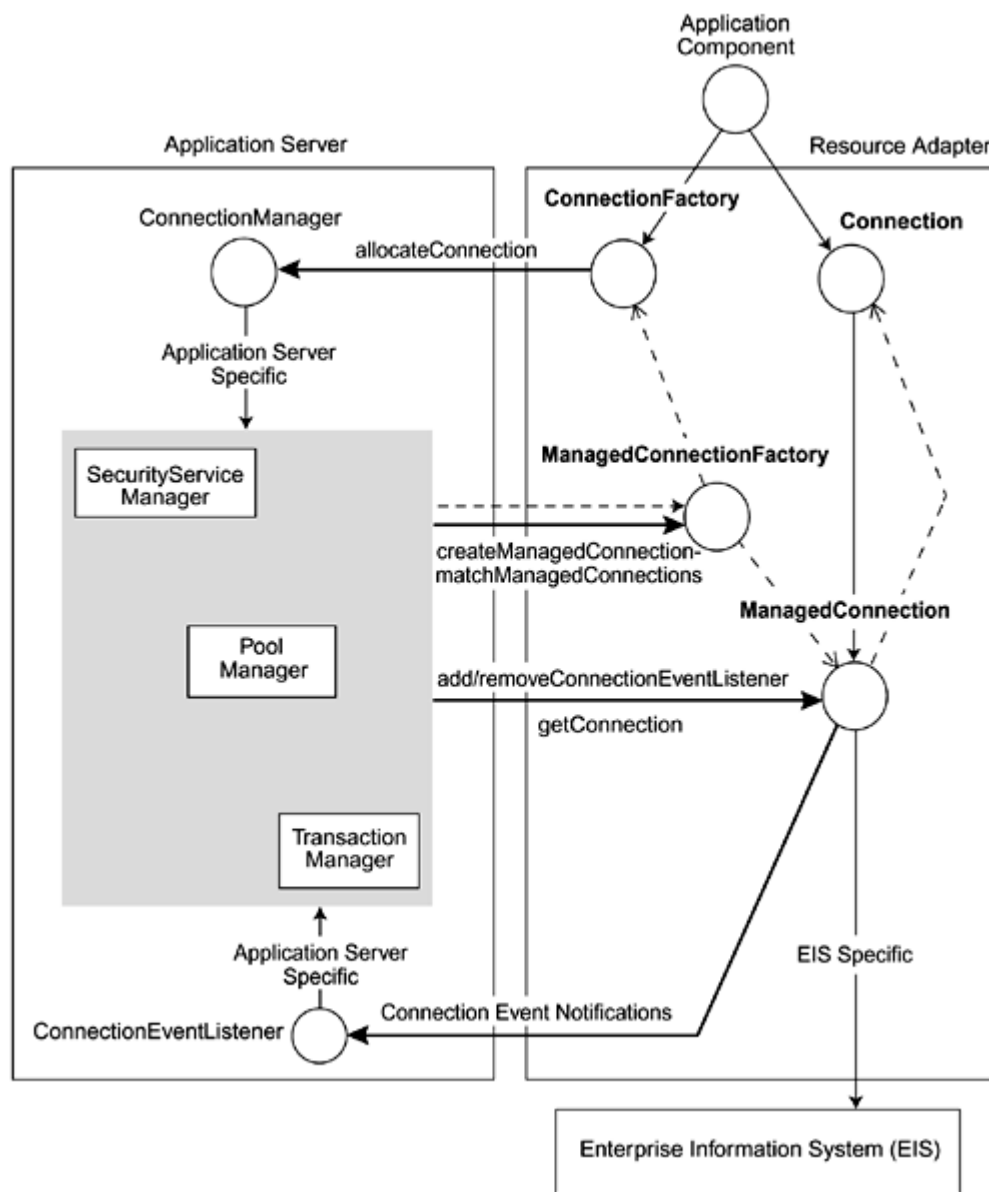 Application
Component
Application Server
Resource Adapter
ConnectionManager
ConnectionFactory
Connection
allocateConnection
Application Server
Specific
SecurityService
Manager
ManagedConnectionFactory
createManagedConnection-
matchManagedConnections
ManagedConnection
Pool
Manager
add/removeConnectionEventListener
getConnection
Transaction
Manager
Application Server
Specific
EIS Specific
ConnectionEventListener
Connection Event Notifications
Enterprise Information System (EIS)